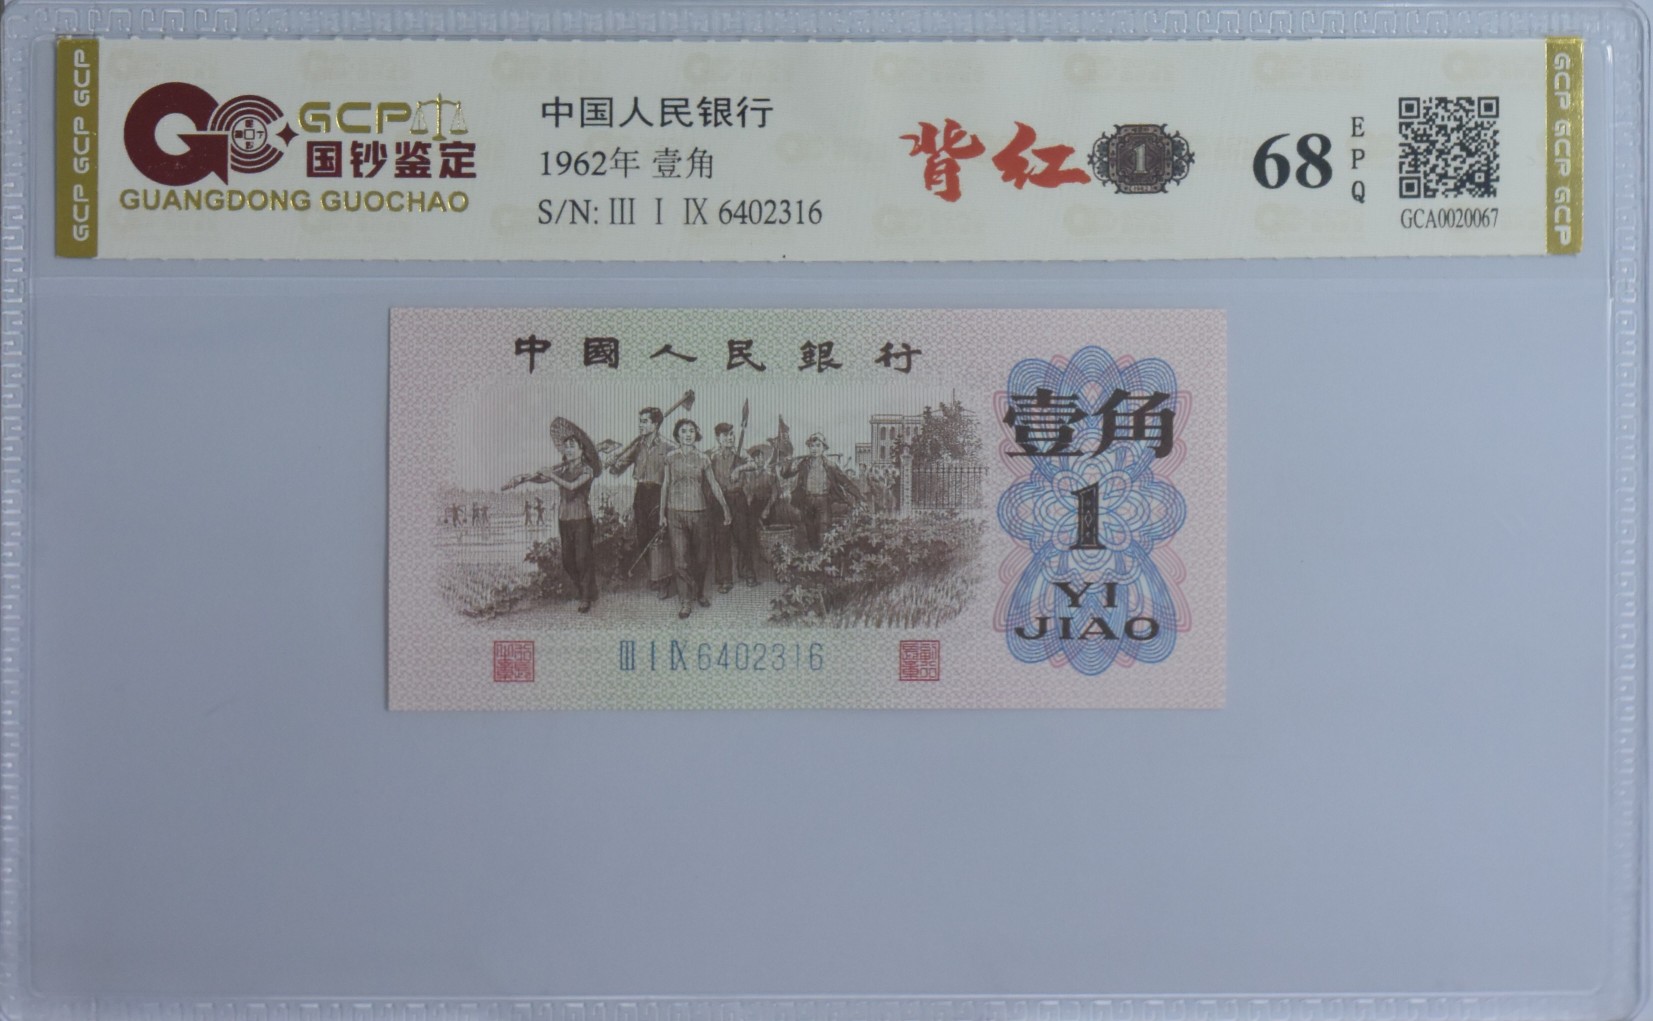 GCP GCP GCP
GCP
国钞鉴定
GUANGDONG GUOCHAO
中国人民银行
1962年 壹角
S/N: Ⅲ Ⅰ Ⅸ 6402316
背红
1
68
EPQ
GCA0020067
GCP GCP GCP
中國人民銀行
壹角
1
YI
JIAO
Ⅲ Ⅰ Ⅸ 6402316